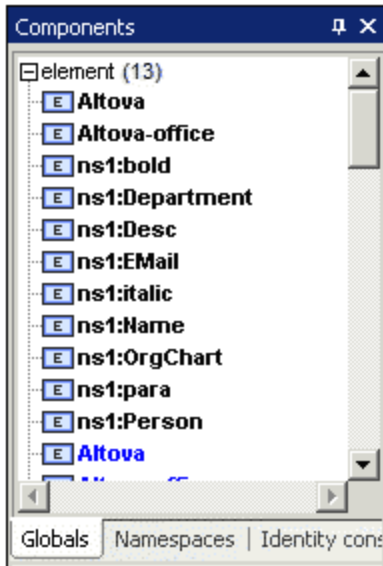 Components
element (13)
E Altova
E Altova-office
E ns1:bold
E ns1:Department
E ns1:Desc
E ns1:EMail
E ns1:italic
E ns1:Name
E ns1:OrgChart
E ns1:para
E ns1:Person
E Altova
Globals Namespaces | Identity cons